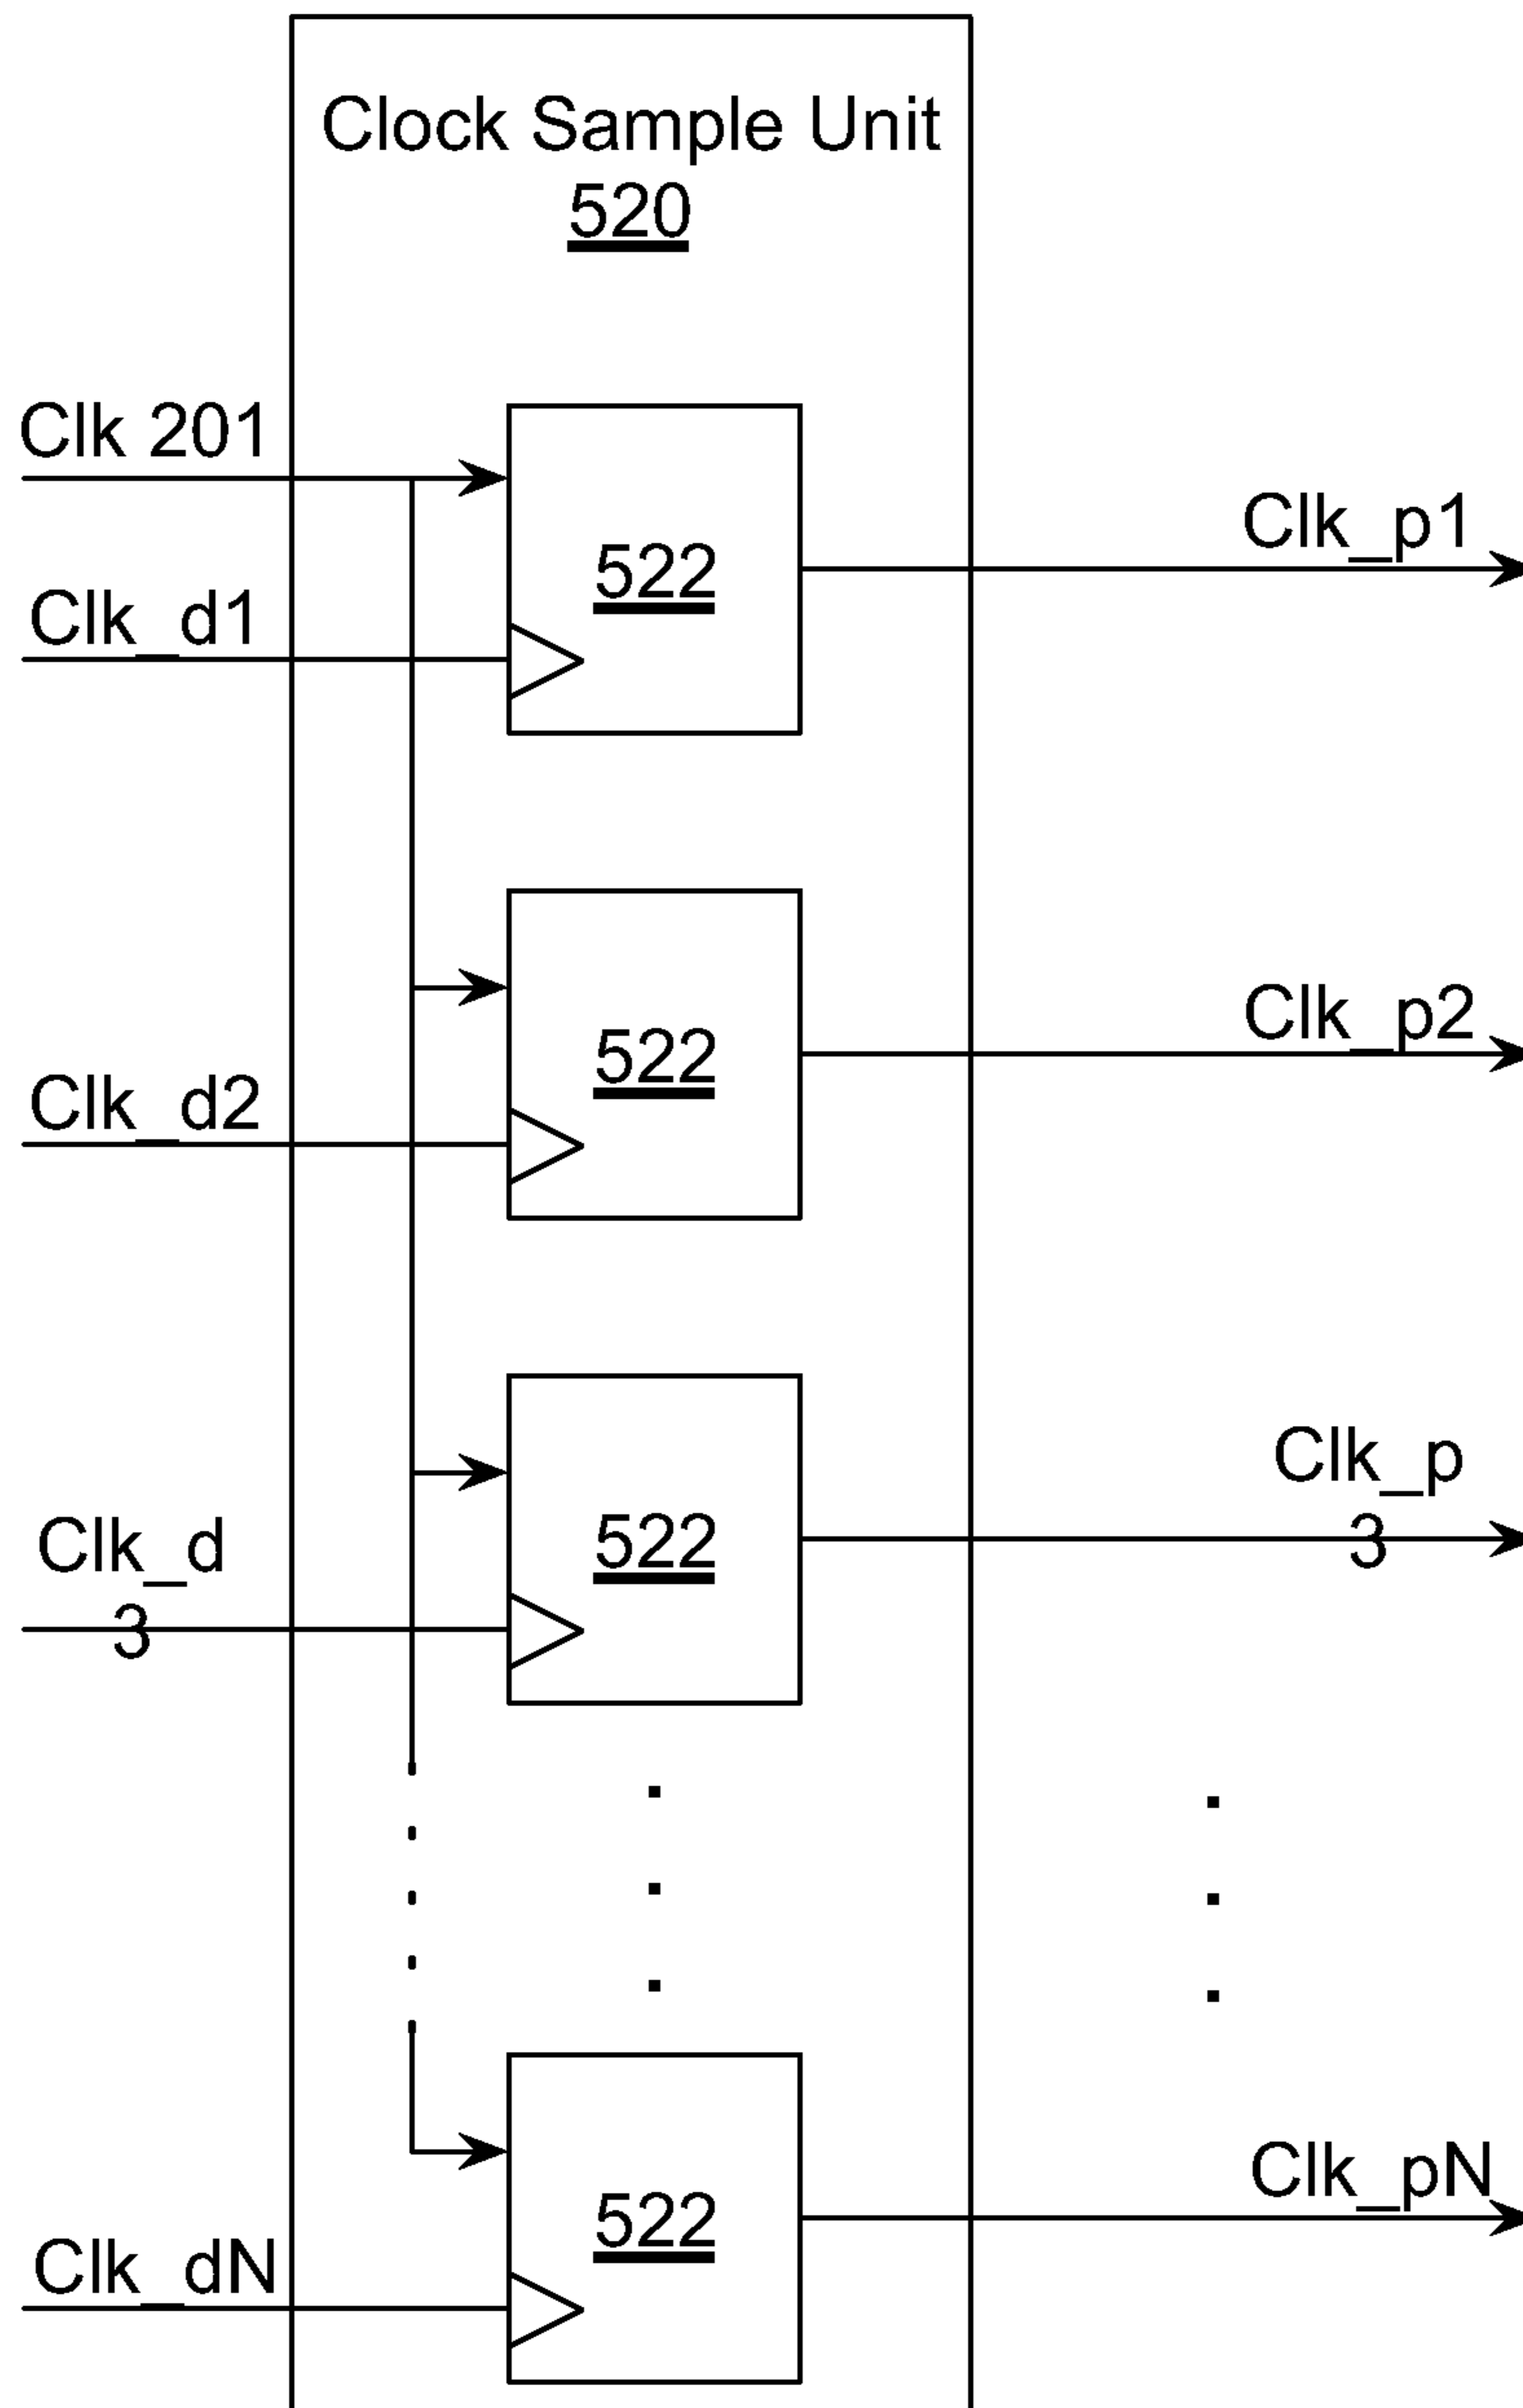 Clock Sample Unit
520
Clk 201
522
Clk_p1
Clk_d1
522
Clk_p2
Clk_d2
522
Clk_p
3
Clk_d
3
522
Clk_pN
Clk_dN